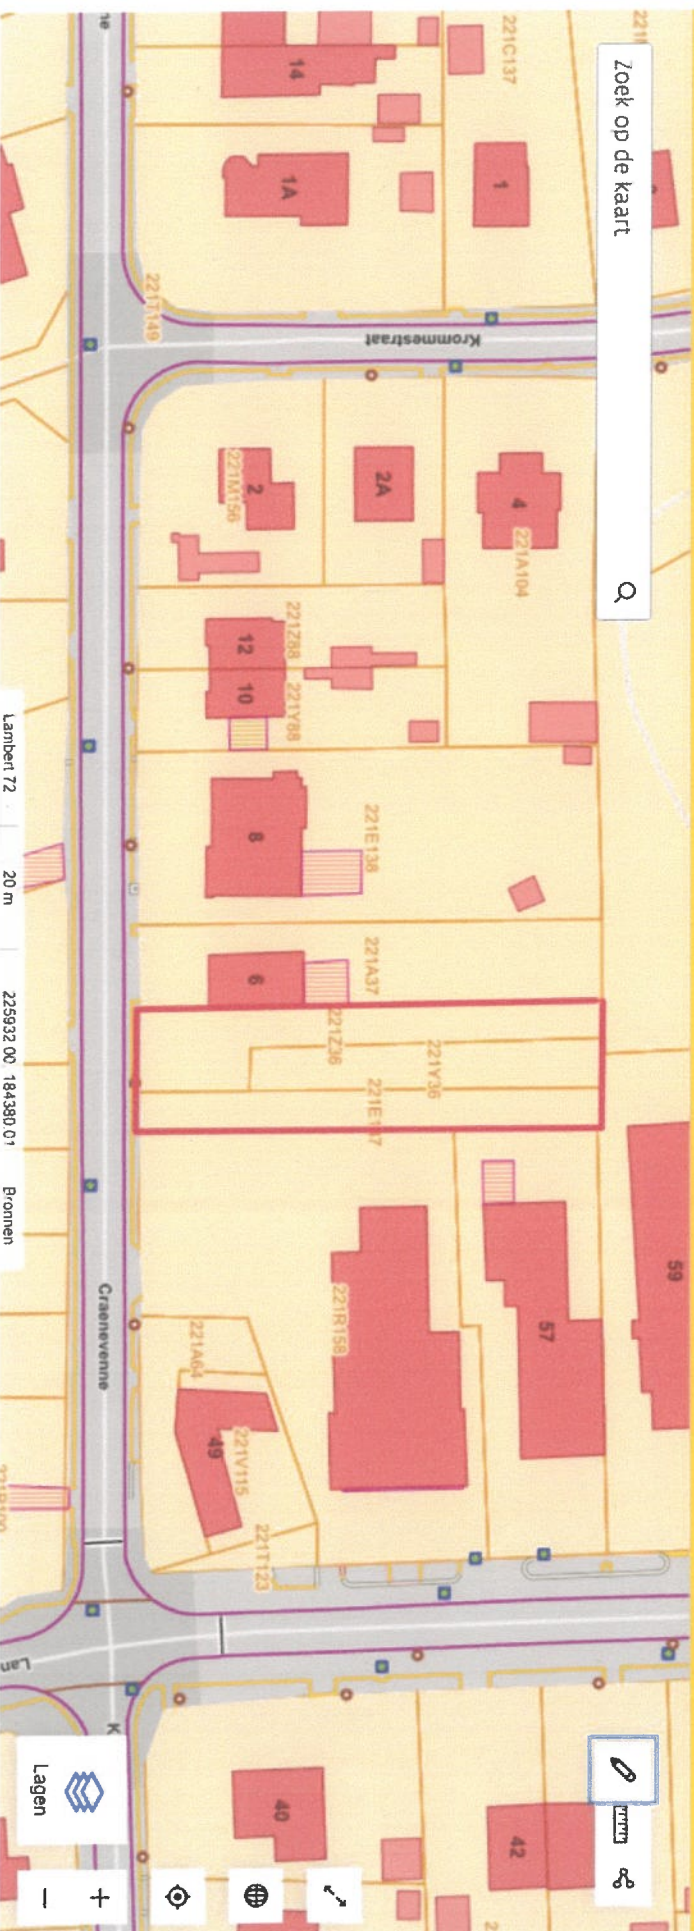 Zoek op de kaart
221C137
14
1A
1
221T149
Krommestraat
2
221M156
2A
4
221A104
221Z88
12
10
221Y88
8
221E138
6
221A37
221Z36
221Y36
59
57
221R158
221A64
49
221V115
221T123
Craenevenne
40
42
K
Lagen
Lambert 72
20 m
225932.00, 184380.01
Bronnen